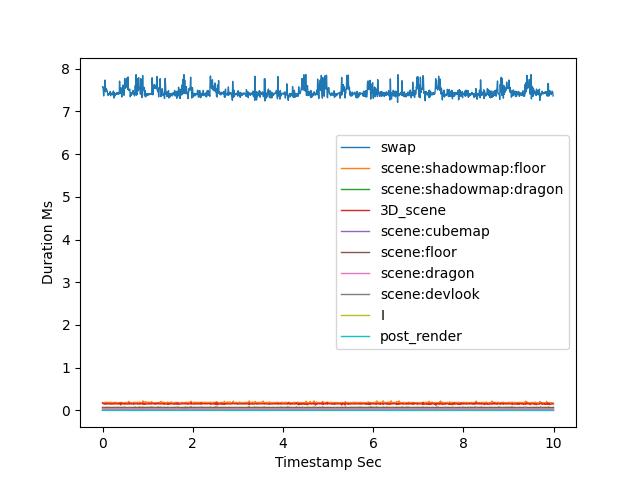 8
7
6
5
4
3
2
1
0
Duration Ms
swap
scene:shadowmap:floor
scene:shadowmap:dragon
3D_scene
scene:cubemap
scene:floor
scene:dragon
scene:devlook
I
post_render
0 2 4 6 8 10
Timestamp Sec